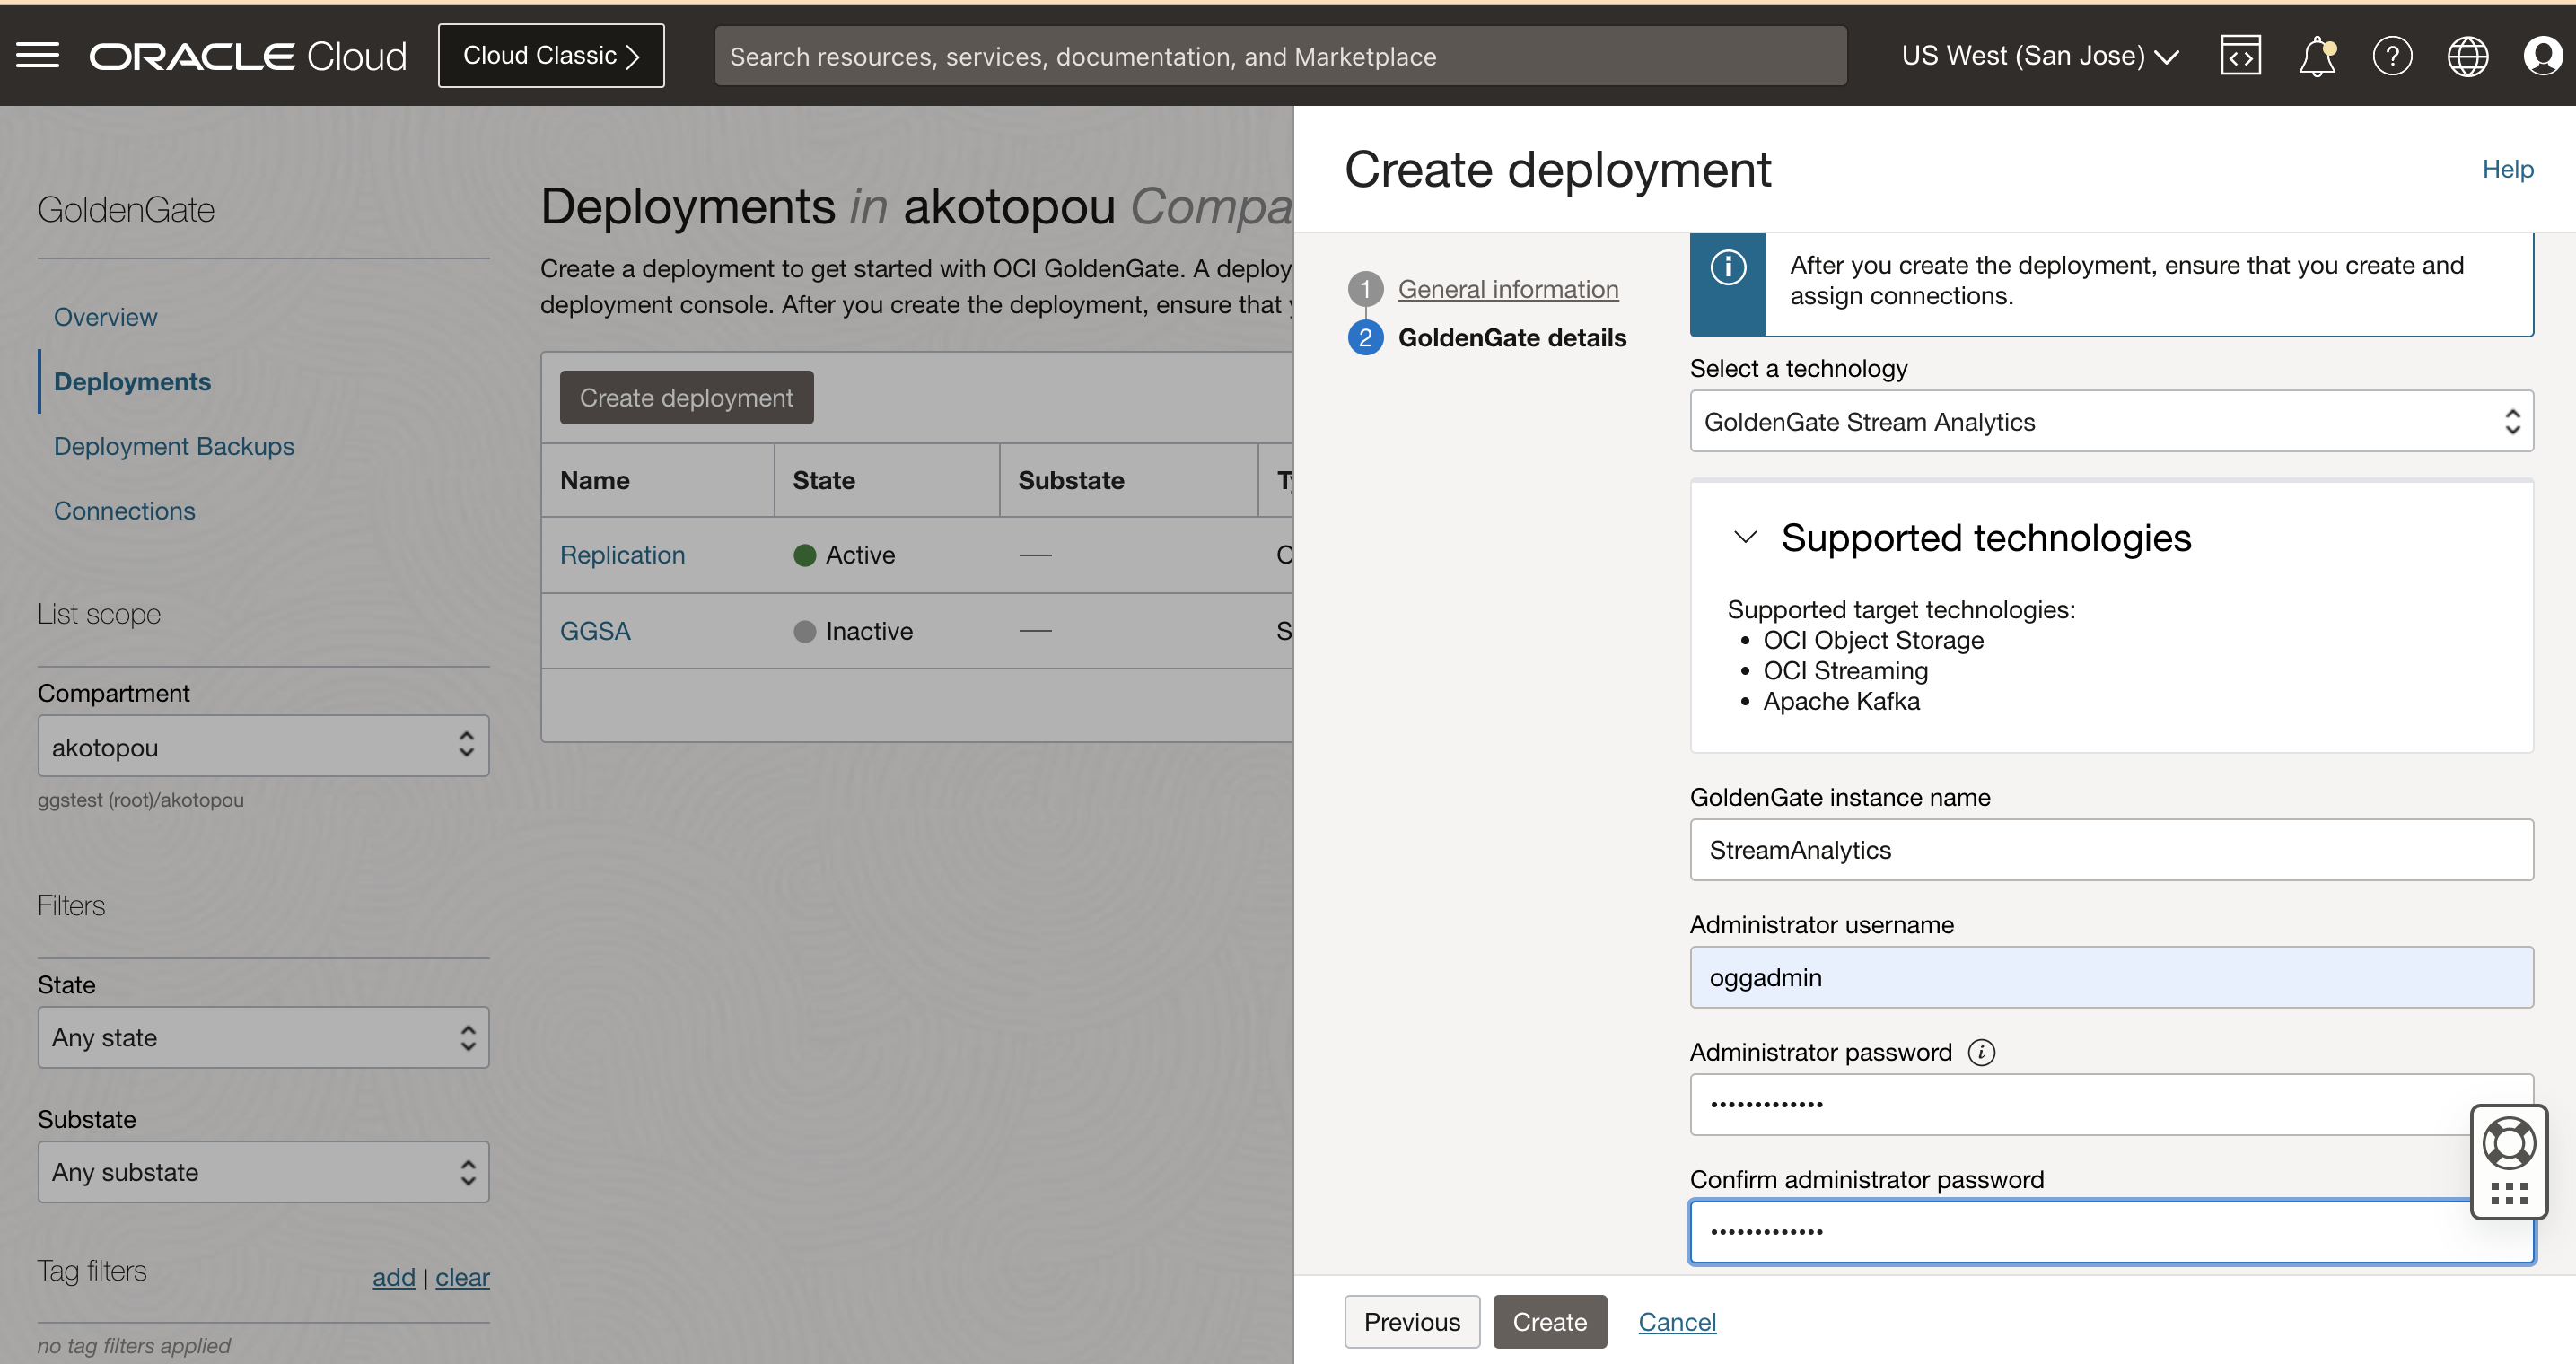 ORACLE Cloud
Cloud Classic
Search resources, services, documentation, and Marketplace
US West (San Jose)
GoldenGate
Overview
Deployments
Deployment Backups
Connections
List scope
Compartment
akotopou
ggstest (root)/akotopou
Filters
State
Any state
Substate
Any substate
Tag filters
add | clear
no tag filters applied
Deployments in akotopou Compa
Create a deployment to get started with OCI GoldenGate. A deploy
deployment console. After you create the deployment, ensure that
Create deployment
Name State Substate
Replication Active —
GGSA Inactive —
Create deployment
Help
1 General information
2 GoldenGate details
After you create the deployment, ensure that you create and
assign connections.
Select a technology
GoldenGate Stream Analytics
Supported technologies
Supported target technologies:
• OCI Object Storage
• OCI Streaming
• Apache Kafka
GoldenGate instance name
StreamAnalytics
Administrator username
oggadmin
Administrator password
•••••••••••••
Confirm administrator password
•••••••••••••
Previous
Create
Cancel